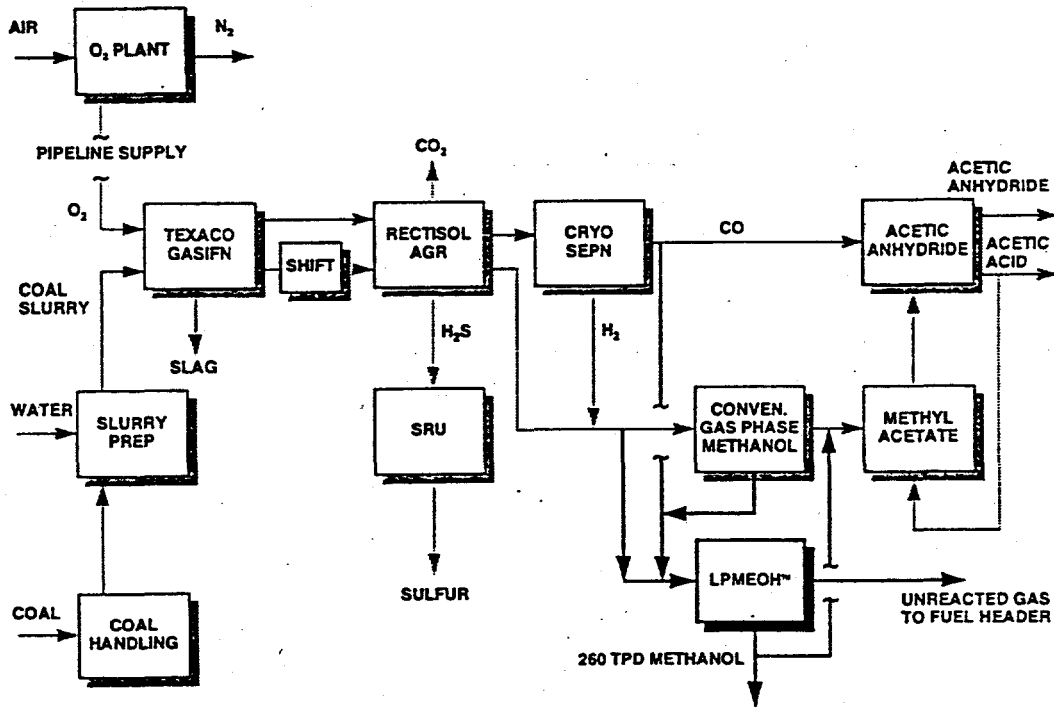 AIR
N₂
O₂ PLANT
PIPELINE SUPPLY
CO₂
ACETIC
ANHYDRIDE
O₂
TEXACO
GASIFN
SHIFT
RECTISOL
AGR
CRYO
SEPN
CO
ACETIC
ANHYDRIDE
ACETIC
ACID
COAL
SLURRY
H₂S
H₂
SLAG
WATER
SLURRY
PREP
SRU
CONVEN.
GAS PHASE
METHANOL
METHYL
ACETATE
SULFUR
LPMEOH™
UNREACTED GAS
TO FUEL HEADER
COAL
COAL
HANDLING
260 TPD METHANOL